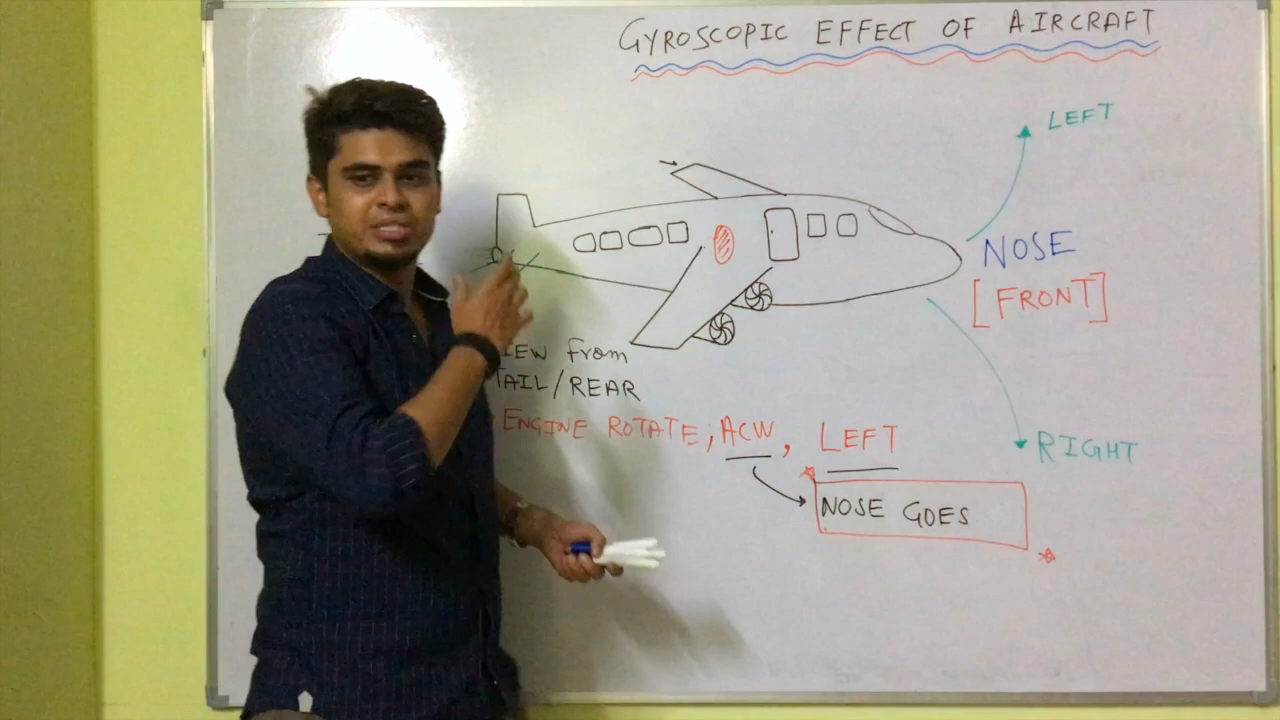 GYROSCOPIC EFFECT OF AIRCRAFT
LEFT
NOSE
[FRONT]
from
TAIL/REAR
ENGINE ROTATE; ACW, LEFT
RIGHT
NOSE GOES